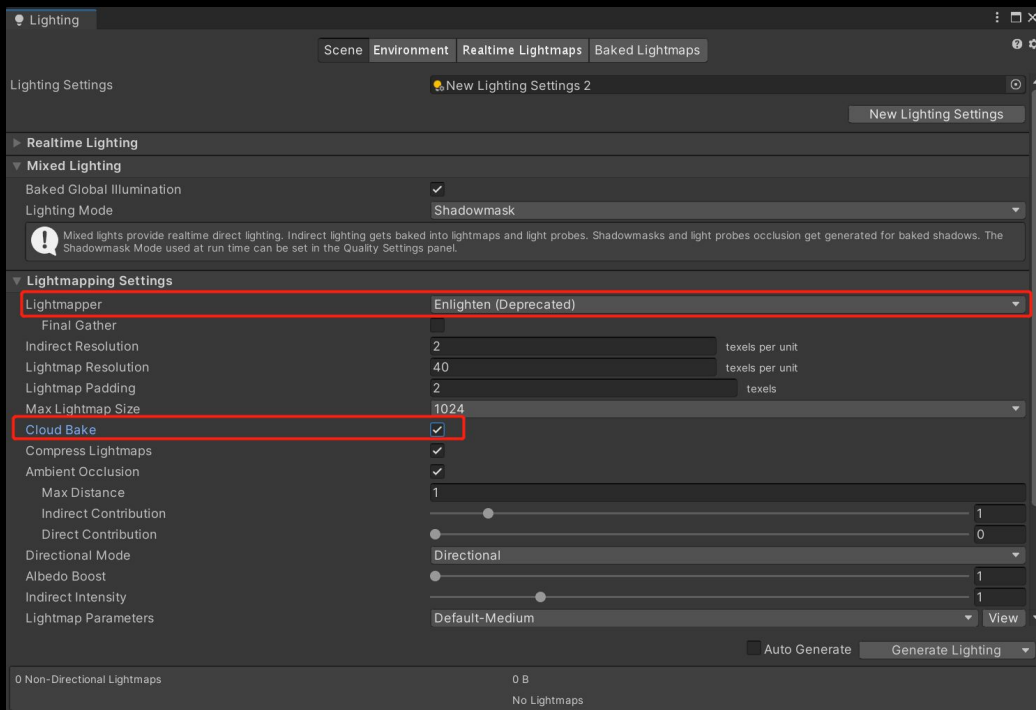 Lighting
Scene Environment Realtime Lightmaps Baked Lightmaps
Lighting Settings New Lighting Settings 2
New Lighting Settings
Realtime Lighting
Mixed Lighting
Baked Global Illumination
Lighting Mode Shadowmask
Mixed lights provide realtime direct lighting. Indirect lighting gets baked into lightmaps and light probes. Shadowmasks and light probes occlusion get generated for baked shadows. The
Shadowmask Mode used at run time can be set in the Quality Settings panel.
Lightmapping Settings
Lightmapper Enlighten (Deprecated)
Final Gather
Indirect Resolution 2 texels per unit
Lightmap Resolution 40 texels per unit
Lightmap Padding 2 texels
Max Lightmap Size 1024
Cloud Bake
Compress Lightmaps
Ambient Occlusion
Max Distance 1
Indirect Contribution 1
Direct Contribution 0
Directional Mode Directional
Albedo Boost 1
Indirect Intensity 1
Lightmap Parameters Default-Medium View
Auto Generate Generate Lighting
0 Non-Directional Lightmaps 0 B
No Lightmaps